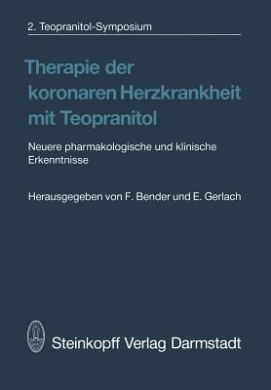 2. Teopranitol-Symposium
Therapie der
koronaren Herzkrankheit
mit Teopranitol
Neuere pharmakologische und klinische
Erkenntnisse
Herausgegeben von F. Bender und E. Gerlach
Steinkopff Verlag Darmstadt